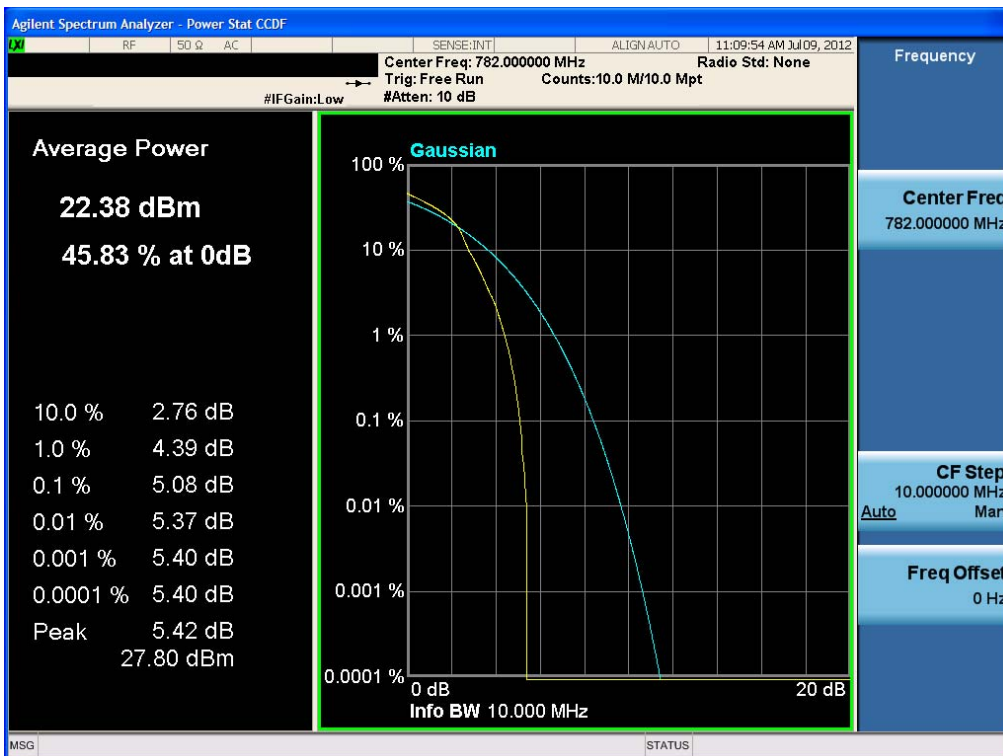 Agilent Spectrum Analyzer - Power Stat CCDF
LXI RF 50 Ω AC SENSE:INT ALIGN AUTO 11:09:54 AM Jul 09, 2012
Center Freq: 782.000000 MHz Radio Std: None
Trig: Free Run Counts:10.0 M/10.0 Mpt
#IFGain:Low #Atten: 10 dB
Average Power
22.38 dBm
45.83 % at 0dB
10.0 % 2.76 dB
1.0 % 4.39 dB
0.1 % 5.08 dB
0.01 % 5.37 dB
0.001 % 5.40 dB
0.0001 % 5.40 dB
Peak 5.42 dB
27.80 dBm
Gaussian
100 %
10 %
1 %
0.1 %
0.01 %
0.001 %
0.0001 %
0 dB 20 dB
Info BW 10.000 MHz
Frequency
Center Freq
782.000000 MHz
CF Step
10.000000 MHz
Auto Man
Freq Offset
0 Hz
MSG STATUS